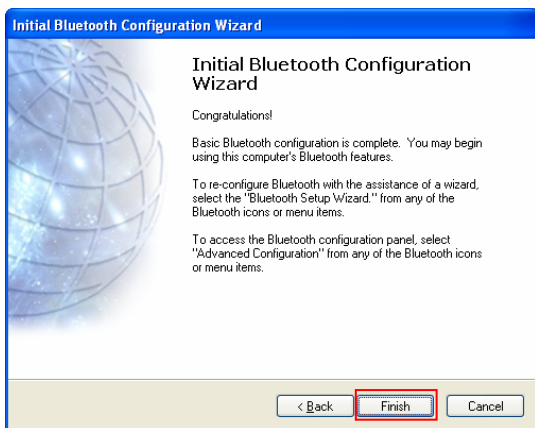 Initial Bluetooth Configuration Wizard
Initial Bluetooth Configuration
Wizard
Congratulations!
Basic Bluetooth configuration is complete. You may begin
using this computer's Bluetooth features.
To re-configure Bluetooth with the assistance of a wizard,
select the "Bluetooth Setup Wizard." from any of the
Bluetooth icons or menu items.
To access the Bluetooth configuration panel, select
"Advanced Configuration" from any of the Bluetooth icons
or menu items.
< Back Finish Cancel